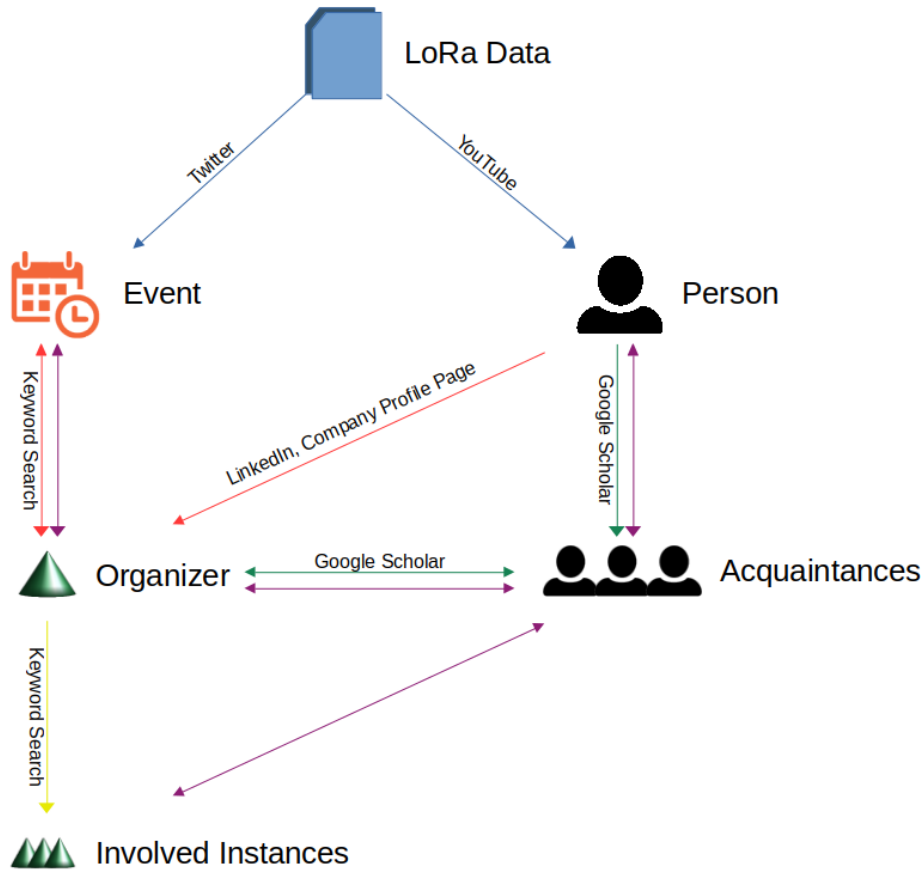 LoRa Data
Twitter
YouTube
Event
Person
Keyword Search
LinkedIn, Company Profile Page
Google Scholar
Organizer
Google Scholar
Acquaintances
Keyword Search
Involved Instances